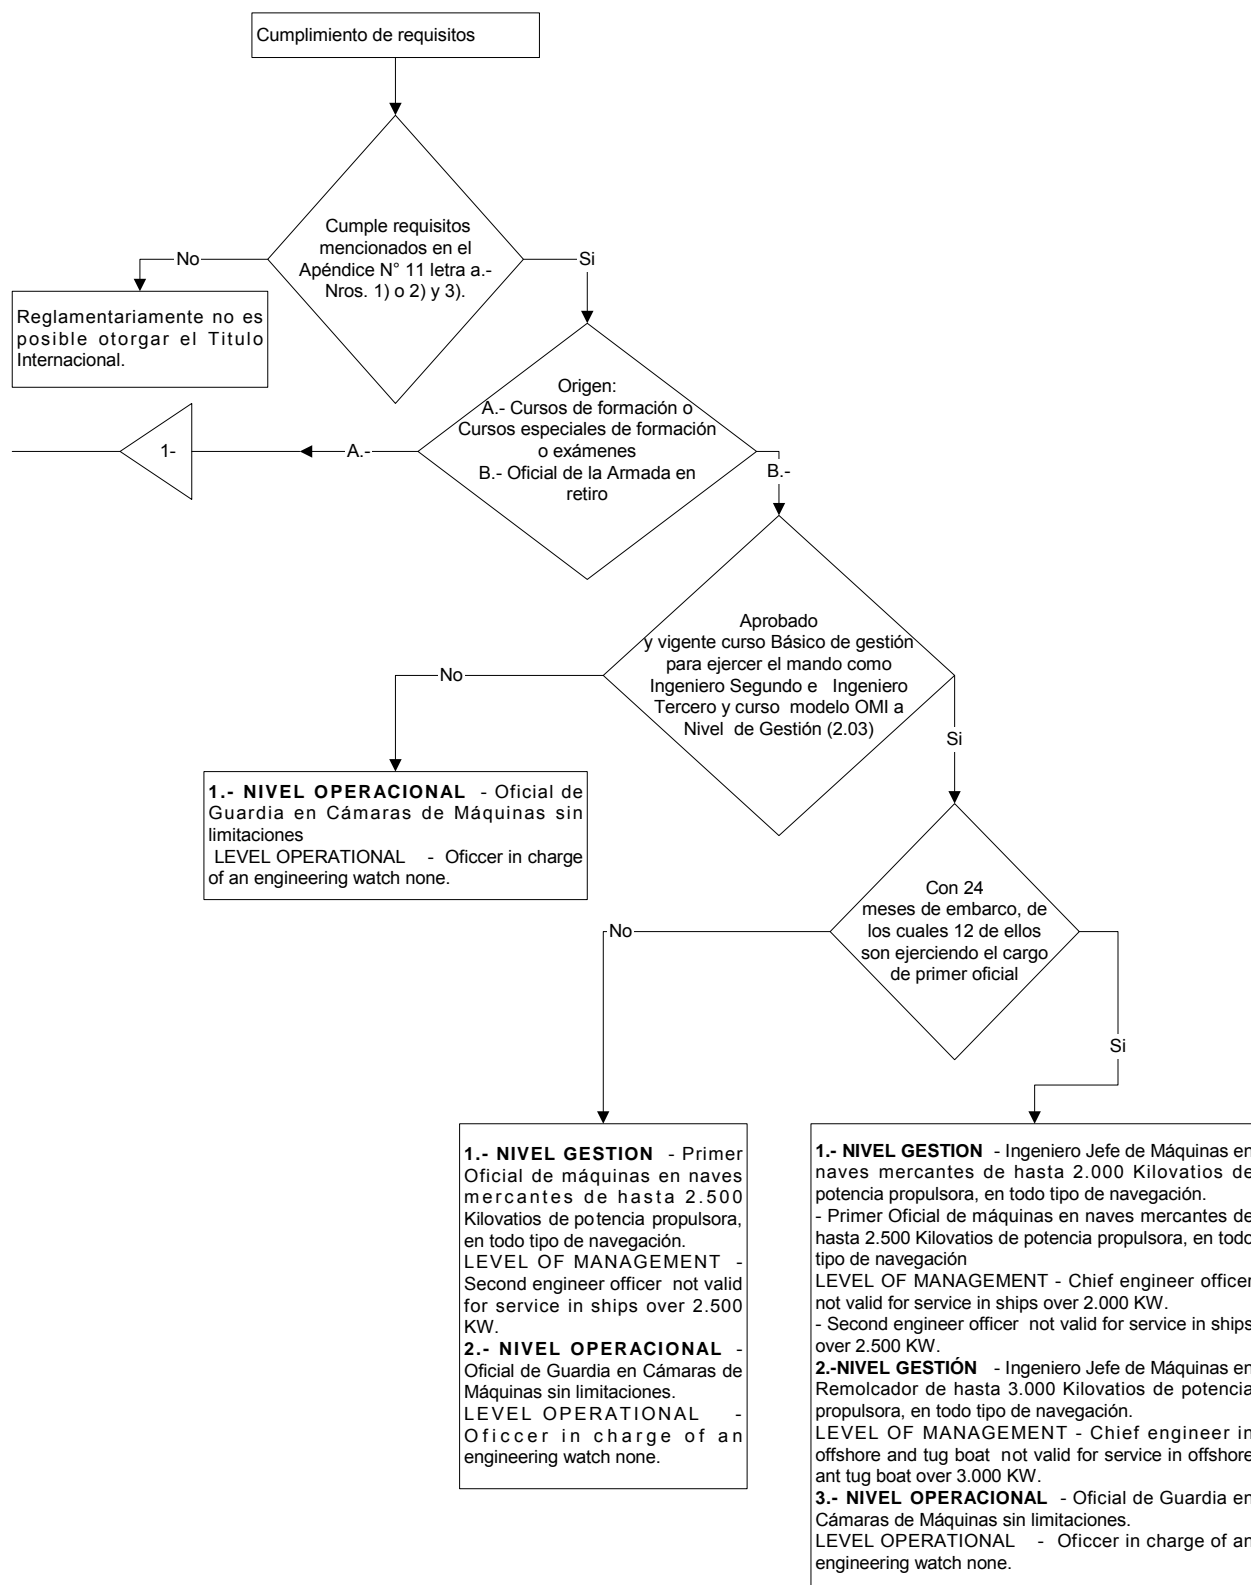 Cumplimiento de requisitos
Cumple requisitos
mencionados en el
Apéndice N° 11 letra a.-
Nros. 1) o 2) y 3).
No
Si
Reglamentariamente no es
posible otorgar el Titulo
Internacional.
Origen:
A.- Cursos de formación o
Cursos especiales de formación
o exámenes
B.- Oficial de la Armada en
retiro
1-
A.-
B.-
Aprobado
y vigente curso Básico de gestión
para ejercer el mando como
Ingeniero Segundo e Ingeniero
Tercero y curso modelo OMI a
Nivel de Gestión (2.03)
No
Si
1.- NIVEL OPERACIONAL - Oficial de
Guardia en Cámaras de Máquinas sin
limitaciones
LEVEL OPERATIONAL - Oficcer in charge
of an engineering watch none.
Con 24
meses de embarco, de
los cuales 12 de ellos
son ejerciendo el cargo
de primer oficial
No
Si
1.- NIVEL GESTION - Primer
Oficial de máquinas en naves
mercantes de hasta 2.500
Kilovatios de potencia propulsora,
en todo tipo de navegación.
LEVEL OF MANAGEMENT -
Second engineer officer not valid
for service in ships over 2.500
KW.
2.- NIVEL OPERACIONAL -
Oficial de Guardia en Cámaras de
Máquinas sin limitaciones.
LEVEL OPERATIONAL -
Oficcer in charge of an
engineering watch none.
1.- NIVEL GESTION - Ingeniero Jefe de Máquinas en
naves mercantes de hasta 2.000 Kilovatios de
potencia propulsora, en todo tipo de navegación.
- Primer Oficial de máquinas en naves mercantes de
hasta 2.500 Kilovatios de potencia propulsora, en todo
tipo de navegación
LEVEL OF MANAGEMENT - Chief engineer officer
not valid for service in ships over 2.000 KW.
- Second engineer officer not valid for service in ships
over 2.500 KW.
2.-NIVEL GESTIÓN - Ingeniero Jefe de Máquinas en
Remolcador de hasta 3.000 Kilovatios de potencia
propulsora, en todo tipo de navegación.
LEVEL OF MANAGEMENT - Chief engineer in
offshore and tug boat not valid for service in offshore
ant tug boat over 3.000 KW.
3.- NIVEL OPERACIONAL - Oficial de Guardia en
Cámaras de Máquinas sin limitaciones.
LEVEL OPERATIONAL - Oficcer in charge of an
engineering watch none.